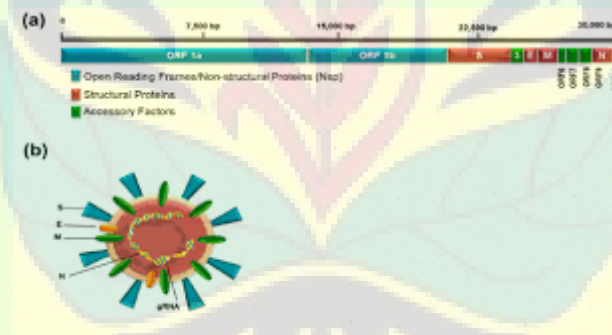 (a)
0 7,500 bp 15,000 bp 22,500 bp 30,000 bp
ORF 1a ORF 1b S 3 E M N
Open Reading Frames/Non-structural Proteins (Nsp)
Structural Proteins
Accessory Factors
(b)
S
E
M
N
gRNA